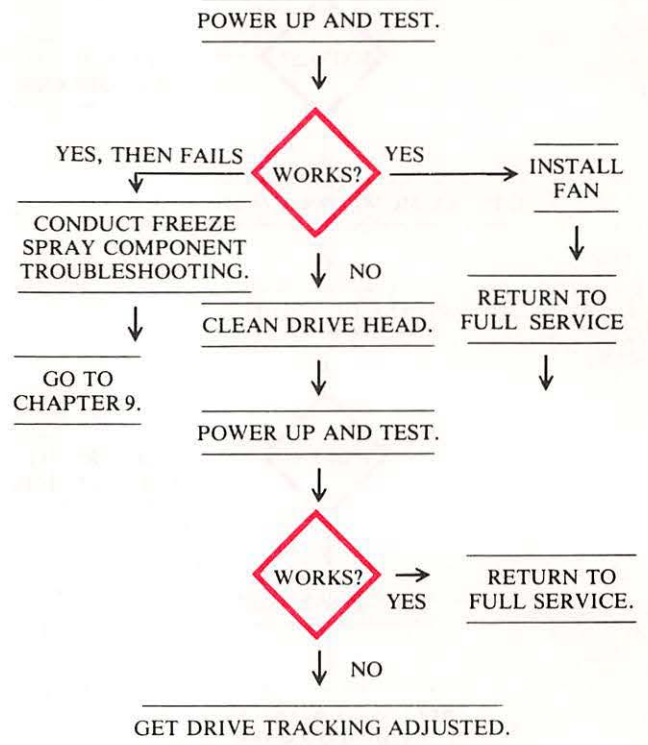 POWER UP AND TEST.
YES, THEN FAILS
WORKS?
YES
INSTALL
FAN
CONDUCT FREEZE
SPRAY COMPONENT
TROUBLESHOOTING.
NO
RETURN TO
FULL SERVICE
CLEAN DRIVE HEAD.
GO TO
CHAPTER 9.
POWER UP AND TEST.
WORKS?
YES
RETURN TO
FULL SERVICE.
NO
GET DRIVE TRACKING ADJUSTED.